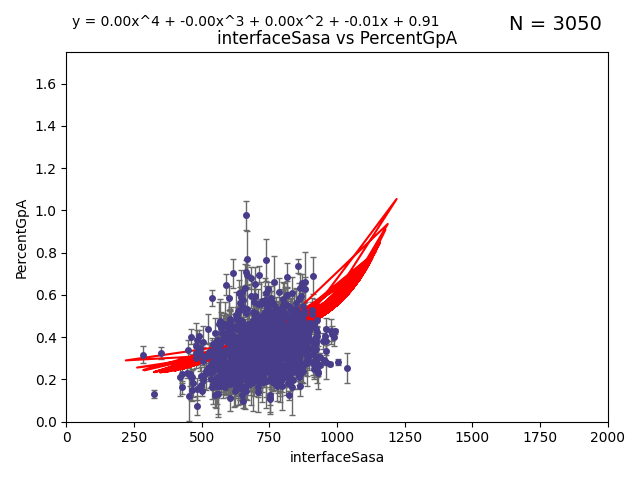 y = 0.00x^4 + -0.00x^3 + 0.00x^2 + -0.01x + 0.91
N = 3050
interfaceSasa vs PercentGpA
PercentGpA
1.6
1.4
1.2
1.0
0.8
0.6
0.4
0.2
0.0
0 250 500 750 1000 1250 1500 1750 2000
interfaceSasa